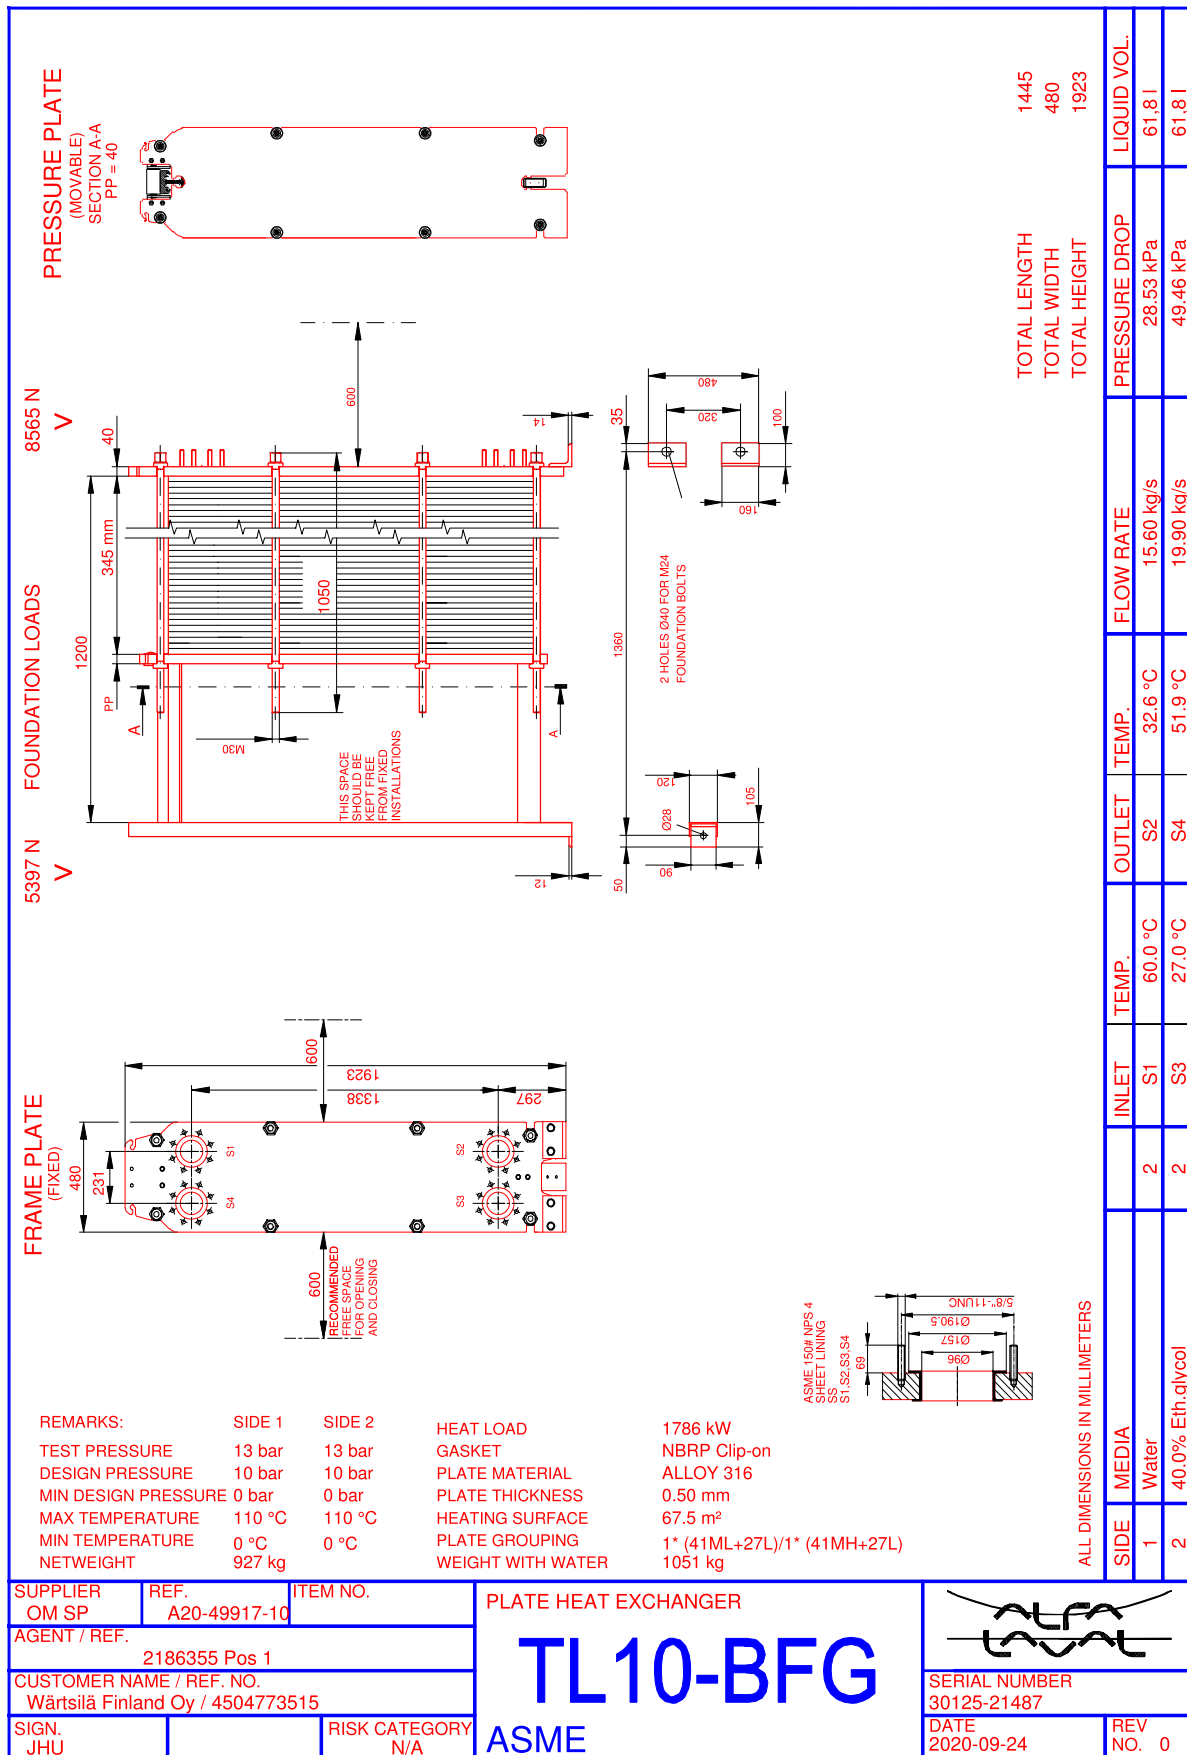 PRESSURE PLATE
(MOVABLE)
SECTION A-A
PP = 40
TOTAL LENGTH 1445
TOTAL WIDTH 480
TOTAL HEIGHT 1923
FOUNDATION LOADS
5397 N
V
8565 N
V
600
40
345 mm
1200
PP
A
A
M30
1050
14
12
THIS SPACE
SHOULD BE
KEPT FREE
FROM FIXED
INSTALLATIONS
480
320
35
100
160
1360
2 HOLES Ø40 FOR M24
FOUNDATION BOLTS
120
Ø28
105
90
50
FRAME PLATE
(FIXED)
600
1923
1338
297
480
231
S1
S2
S4
S3
600
RECOMMENDED
FREE SPACE
FOR OPENING
AND CLOSING
ASME 150# NPS 4
SHEET LINING
SS
S1,S2,S3,S4
69
5/8"-11UNC
Ø190.5
Ø157
Ø96
ALL DIMENSIONS IN MILLIMETERS
SIDE MEDIA INLET TEMP. OUTLET TEMP. FLOW RATE PRESSURE DROP LIQUID VOL.
1 Water 2 S1 60.0 °C S2 32.6 °C 15.60 kg/s 28.53 kPa 61,8 l
2 40.0% Eth.glycol 2 S3 27.0 °C S4 51.9 °C 19.90 kg/s 49.46 kPa 61,8 l
REMARKS: SIDE 1 SIDE 2
TEST PRESSURE 13 bar 13 bar
DESIGN PRESSURE 10 bar 10 bar
MIN DESIGN PRESSURE 0 bar 0 bar
MAX TEMPERATURE 110 °C 110 °C
MIN TEMPERATURE 0 °C 0 °C
NETWEIGHT 927 kg
HEAT LOAD 1786 kW
GASKET NBRP Clip-on
PLATE MATERIAL ALLOY 316
PLATE THICKNESS 0.50 mm
HEATING SURFACE 67.5 m²
PLATE GROUPING 1* (41ML+27L)/1* (41MH+27L)
WEIGHT WITH WATER 1051 kg
SUPPLIER REF. ITEM NO.
OM SP A20-49917-10
AGENT / REF.
2186355 Pos 1
CUSTOMER NAME / REF. NO.
Wärtsilä Finland Oy / 4504773515
SIGN. RISK CATEGORY
JHU N/A
PLATE HEAT EXCHANGER
TL10-BFG
ASME
ALFA
LAVAL
SERIAL NUMBER
30125-21487
DATE REV
2020-09-24 NO. 0